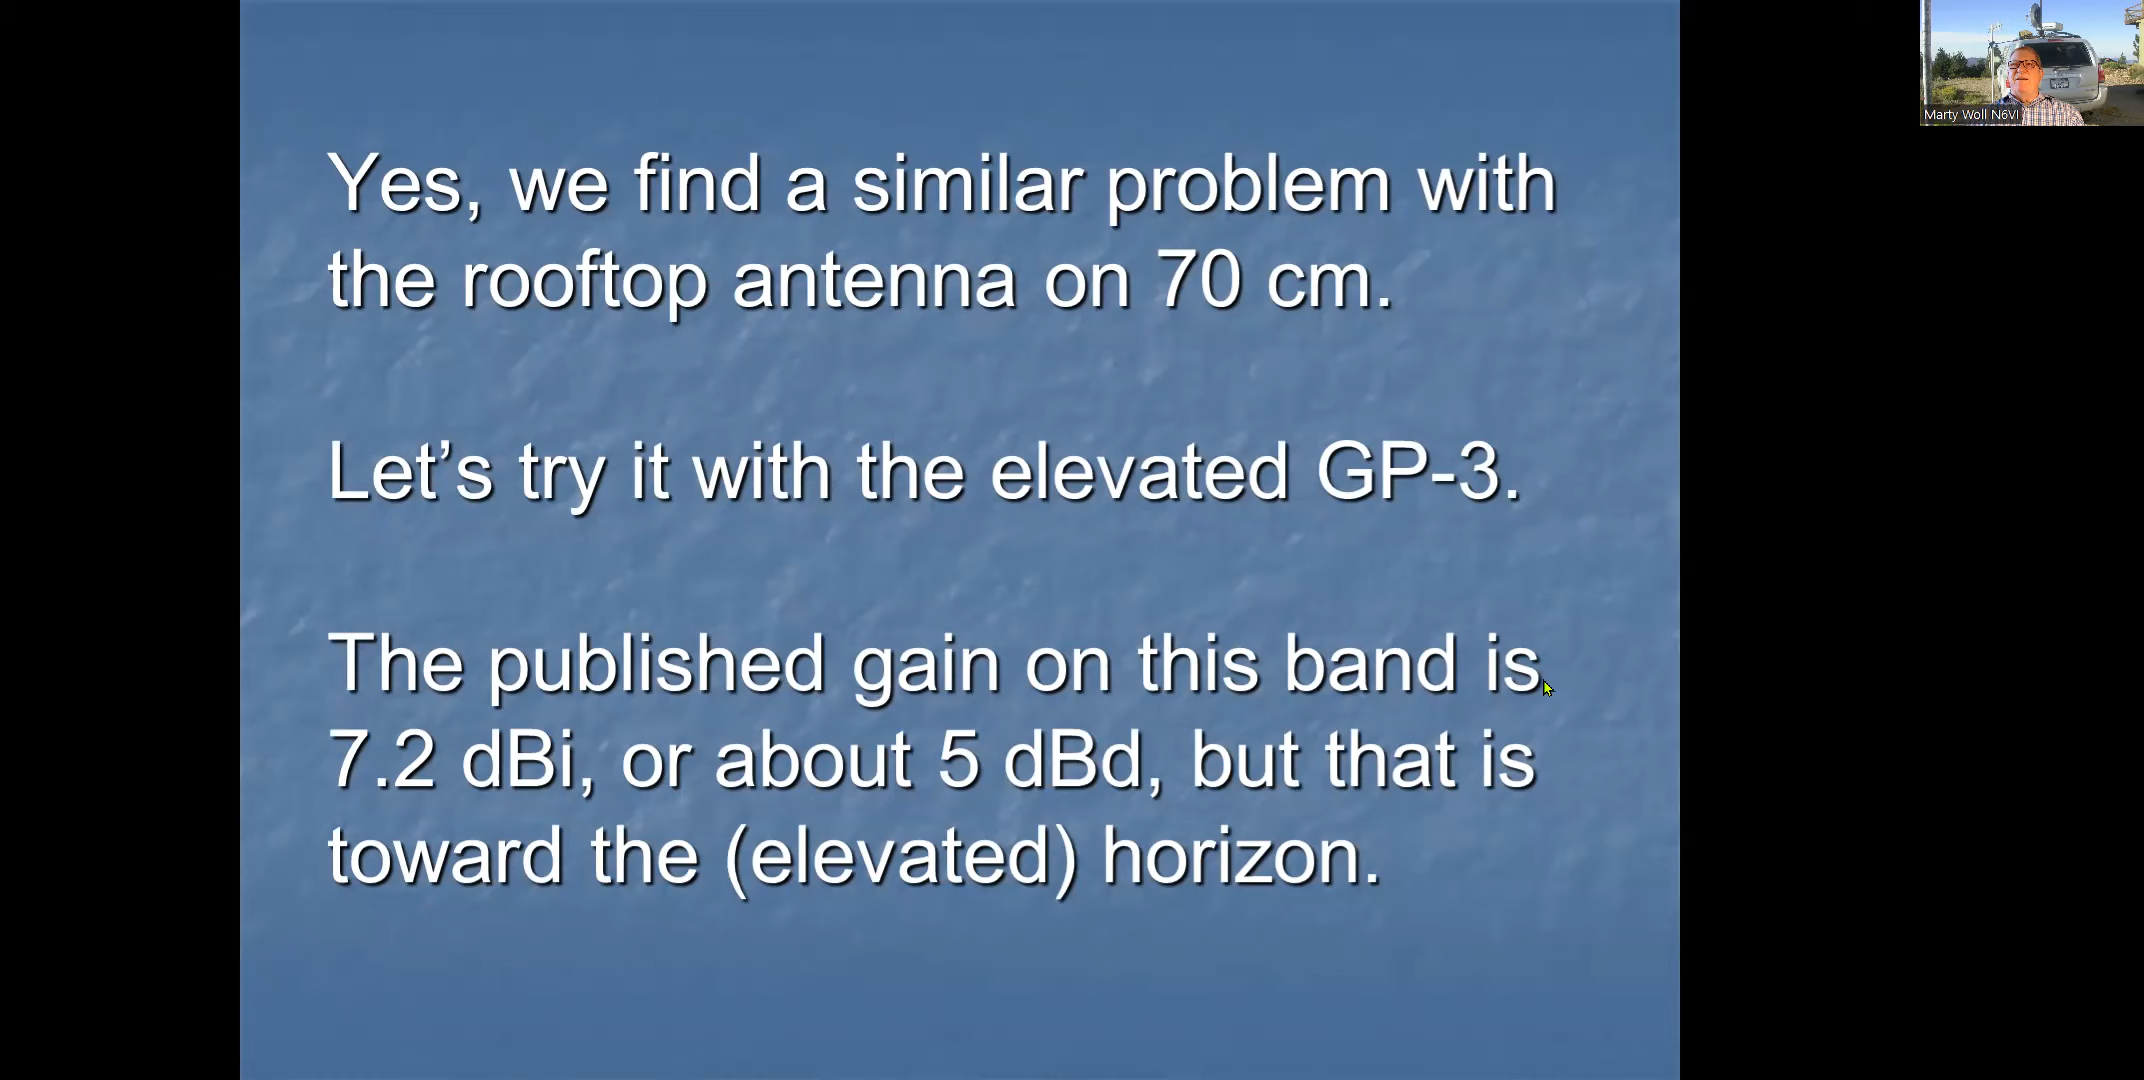 Yes, we find a similar problem with
the rooftop antenna on 70 cm.
Let’s try it with the elevated GP-3.
The published gain on this band is
7.2 dBi, or about 5 dBd, but that is
toward the (elevated) horizon.
Marty Woll N6VI